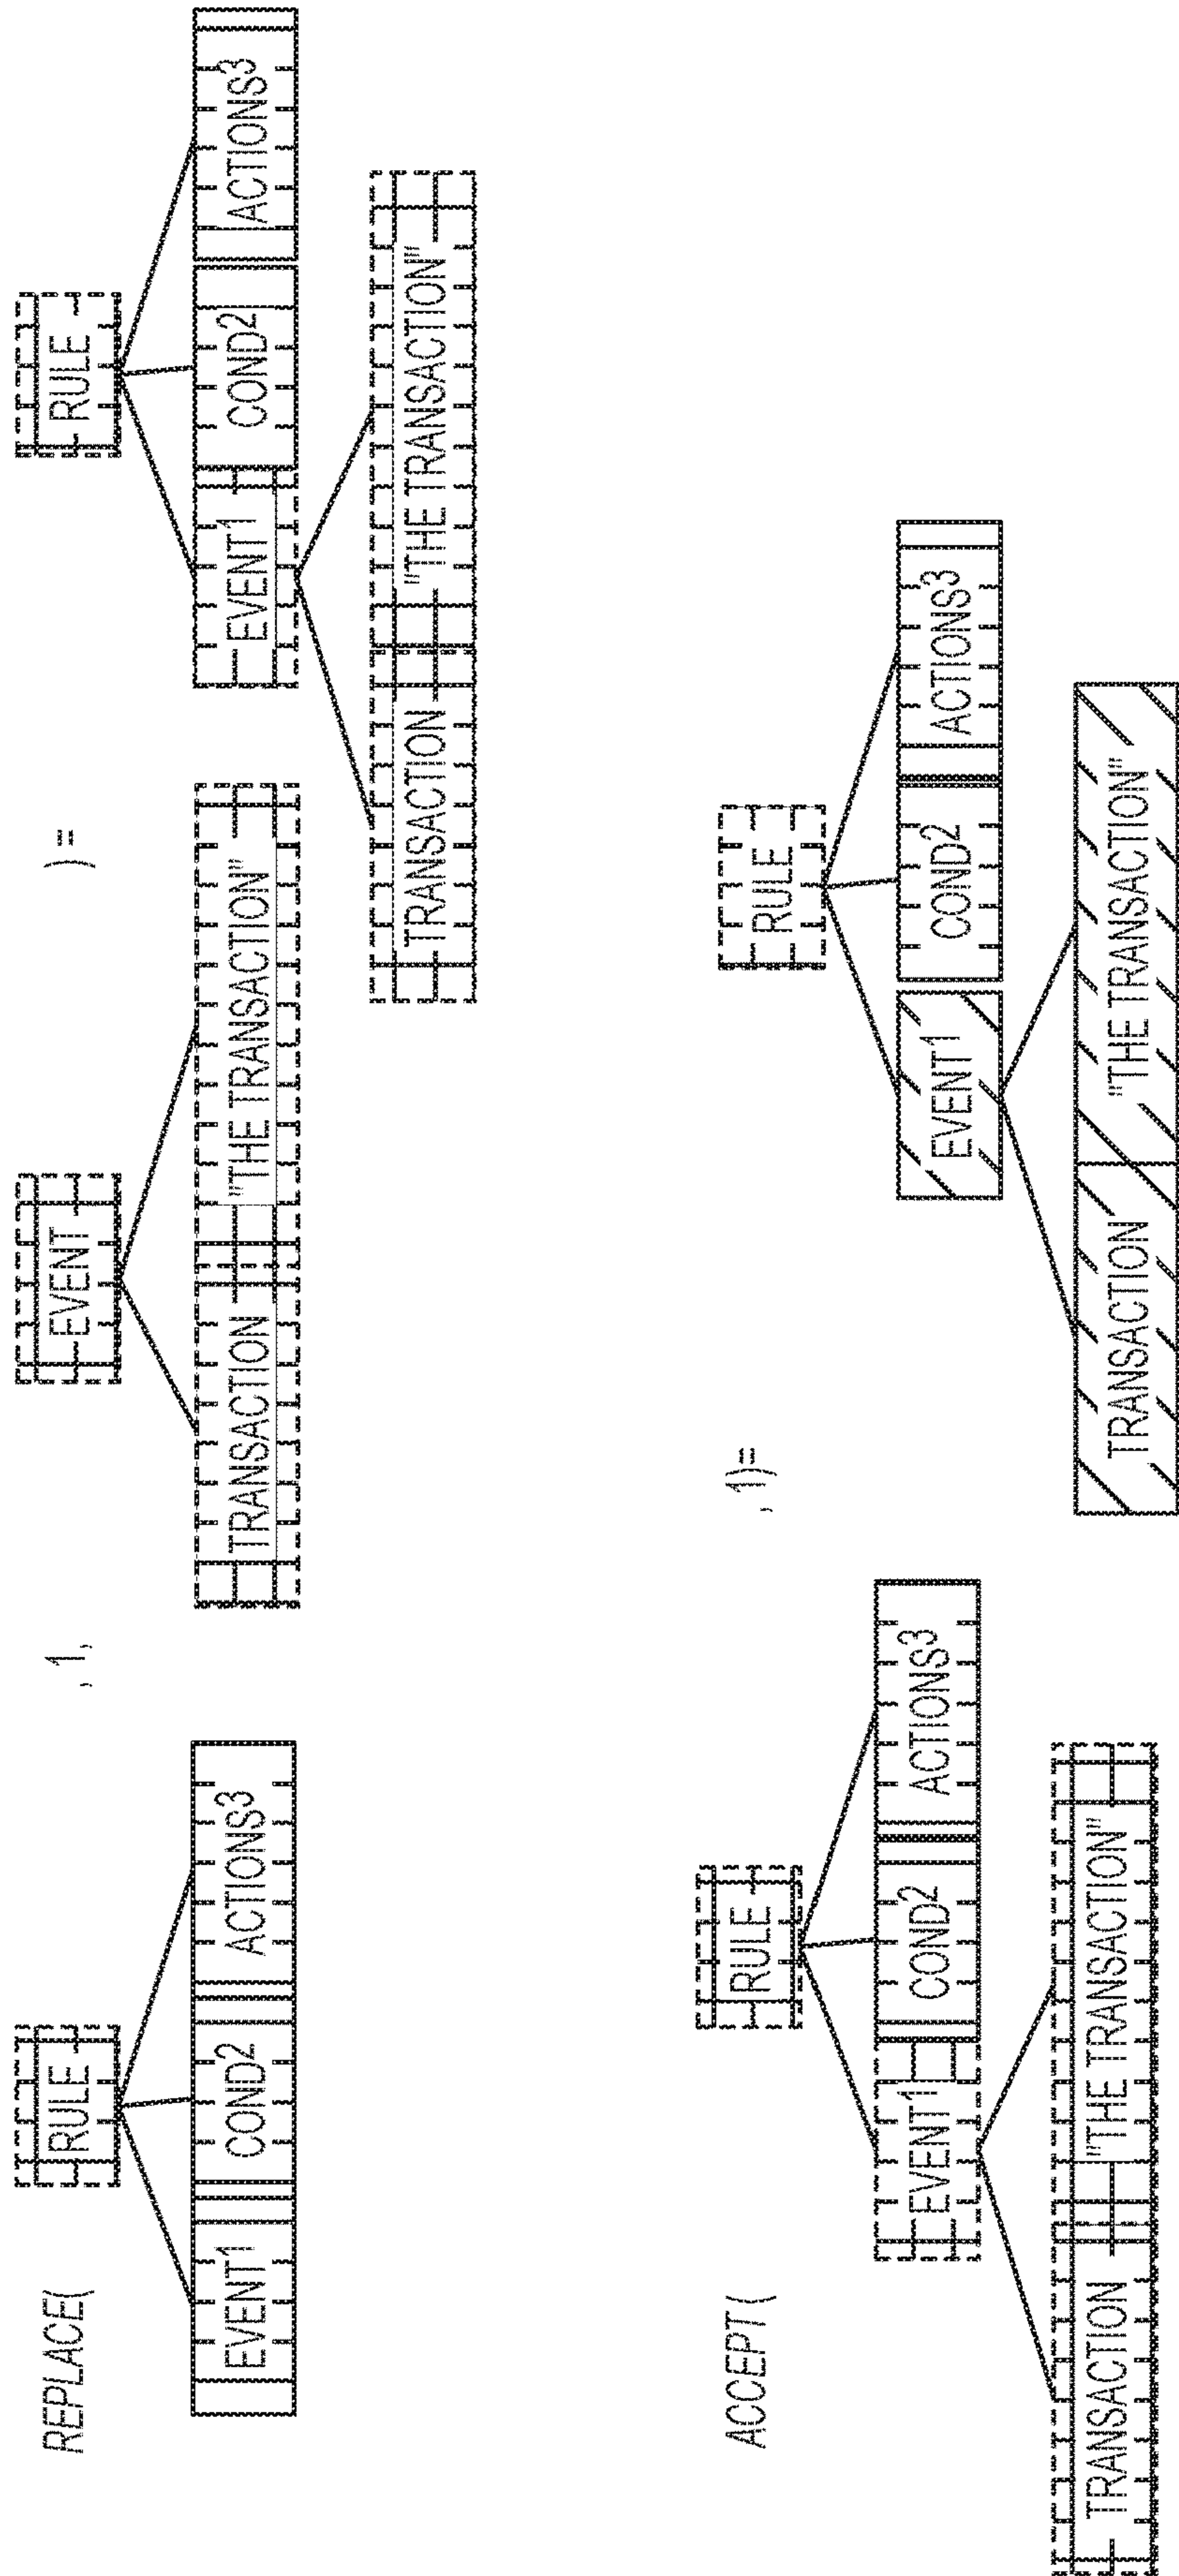 REPLACE( RULE , 1, EVENT ) = RULE
EVENT1 COND2 ACTIONS3 TRANSACTION "THE TRANSACTION" EVENT1 COND2 ACTIONS3
TRANSACTION "THE TRANSACTION"
ACCEPT( RULE , 1)= RULE
EVENT1 COND2 ACTIONS3 EVENT1 COND2 ACTIONS3
TRANSACTION "THE TRANSACTION" TRANSACTION "THE TRANSACTION"